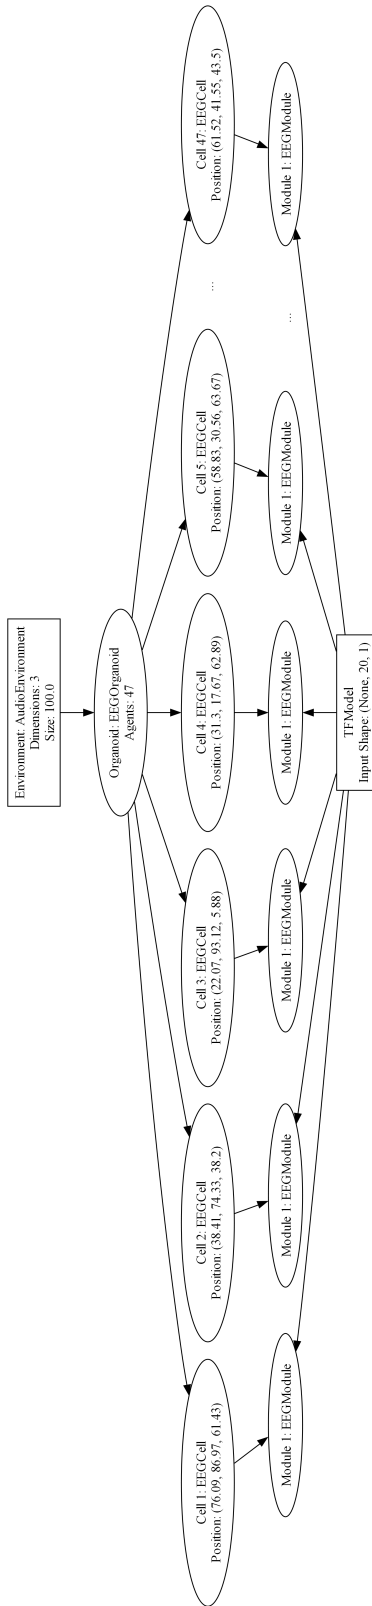 Environment: AudioEnvironment
Dimensions: 3
Size: 100.0
Organoid: EEGOrganoid
Agents: 47
Cell 1: EEGCell
Position: (76.09, 86.97, 61.43)
Cell 2: EEGCell
Position: (38.41, 74.33, 38.2)
Cell 3: EEGCell
Position: (22.07, 93.12, 5.88)
Cell 4: EEGCell
Position: (31.3, 17.67, 62.89)
Cell 5: EEGCell
Position: (58.83, 30.56, 63.67)
...
Cell 47: EEGCell
Position: (61.52, 41.55, 43.5)
Module 1: EEGModule
Module 1: EEGModule
Module 1: EEGModule
Module 1: EEGModule
Module 1: EEGModule
...
Module 1: EEGModule
TFModel
Input Shape: (None, 20, 1)